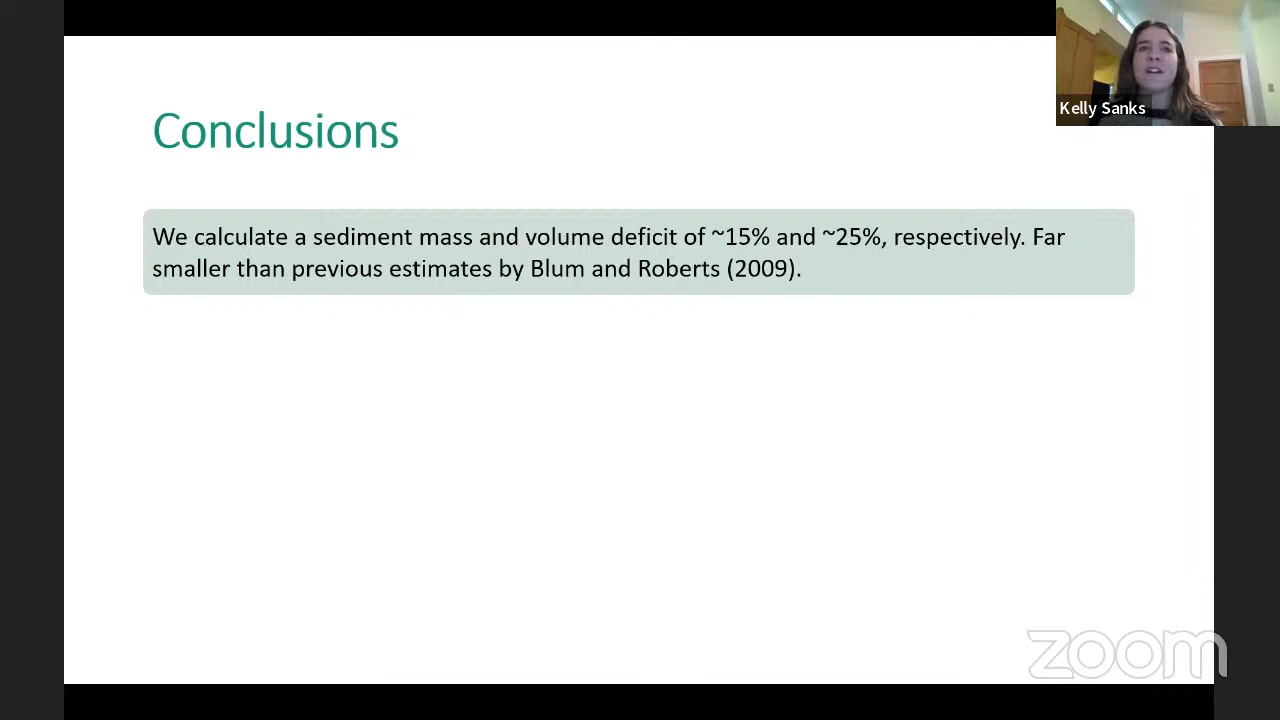 Kelly Sanks
Conclusions
We calculate a sediment mass and volume deficit of ~15% and ~25%, respectively. Far
smaller than previous estimates by Blum and Roberts (2009).
zoom